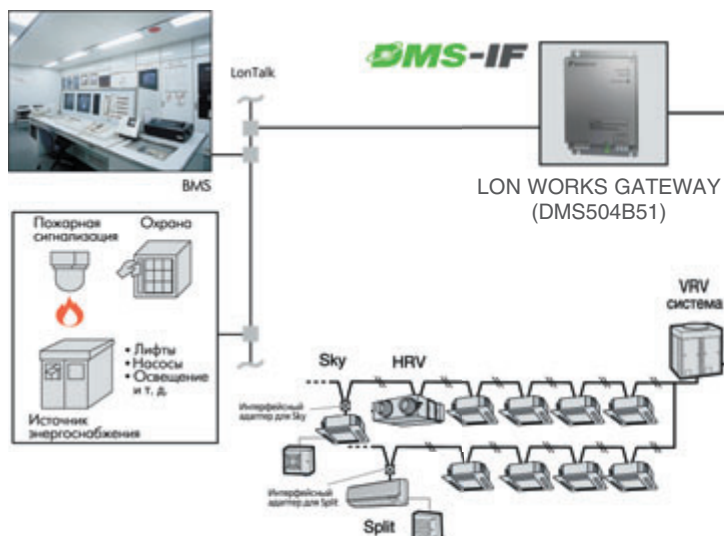 LonTalk
DMS-IF
BMS
LON WORKS GATEWAY
(DMS504B51)
Пожарная
сигнализация
Охрана
• Лифты
• Насосы
• Освещение
и т. д.
Источник
энергоснабжения
VRV
система
Sky
HRV
Интерфейсный
адаптер для Sky
Интерфейсный
адаптер для Split
Split